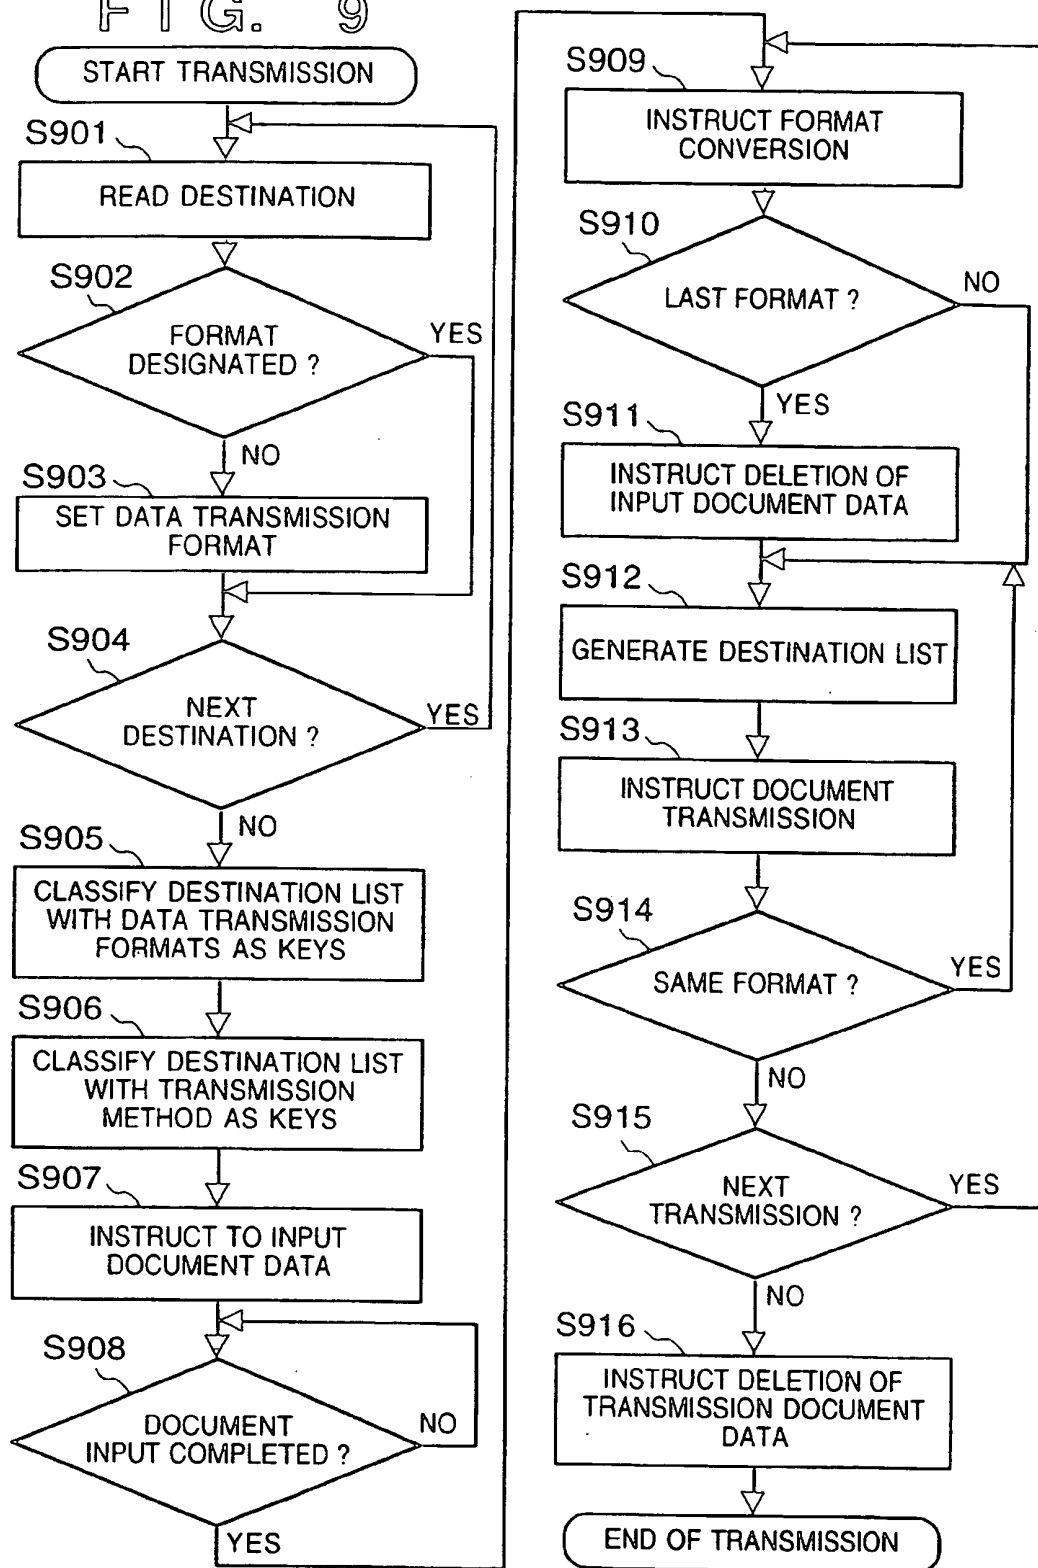 FIG. 9
START TRANSMISSION
S901
READ DESTINATION
S902
FORMAT
DESIGNATED ?
YES
NO
S903
SET DATA TRANSMISSION
FORMAT
S904
NEXT
DESTINATION ?
YES
NO
S905
CLASSIFY DESTINATION LIST
WITH DATA TRANSMISSION
FORMATS AS KEYS
S906
CLASSIFY DESTINATION LIST
WITH TRANSMISSION
METHOD AS KEYS
S907
INSTRUCT TO INPUT
DOCUMENT DATA
S908
DOCUMENT
INPUT COMPLETED ?
NO
YES
S909
INSTRUCT FORMAT
CONVERSION
S910
LAST FORMAT ?
NO
YES
S911
INSTRUCT DELETION OF
INPUT DOCUMENT DATA
S912
GENERATE DESTINATION LIST
S913
INSTRUCT DOCUMENT
TRANSMISSION
S914
SAME FORMAT ?
YES
NO
S915
NEXT
TRANSMISSION ?
YES
NO
S916
INSTRUCT DELETION OF
TRANSMISSION DOCUMENT
DATA
END OF TRANSMISSION